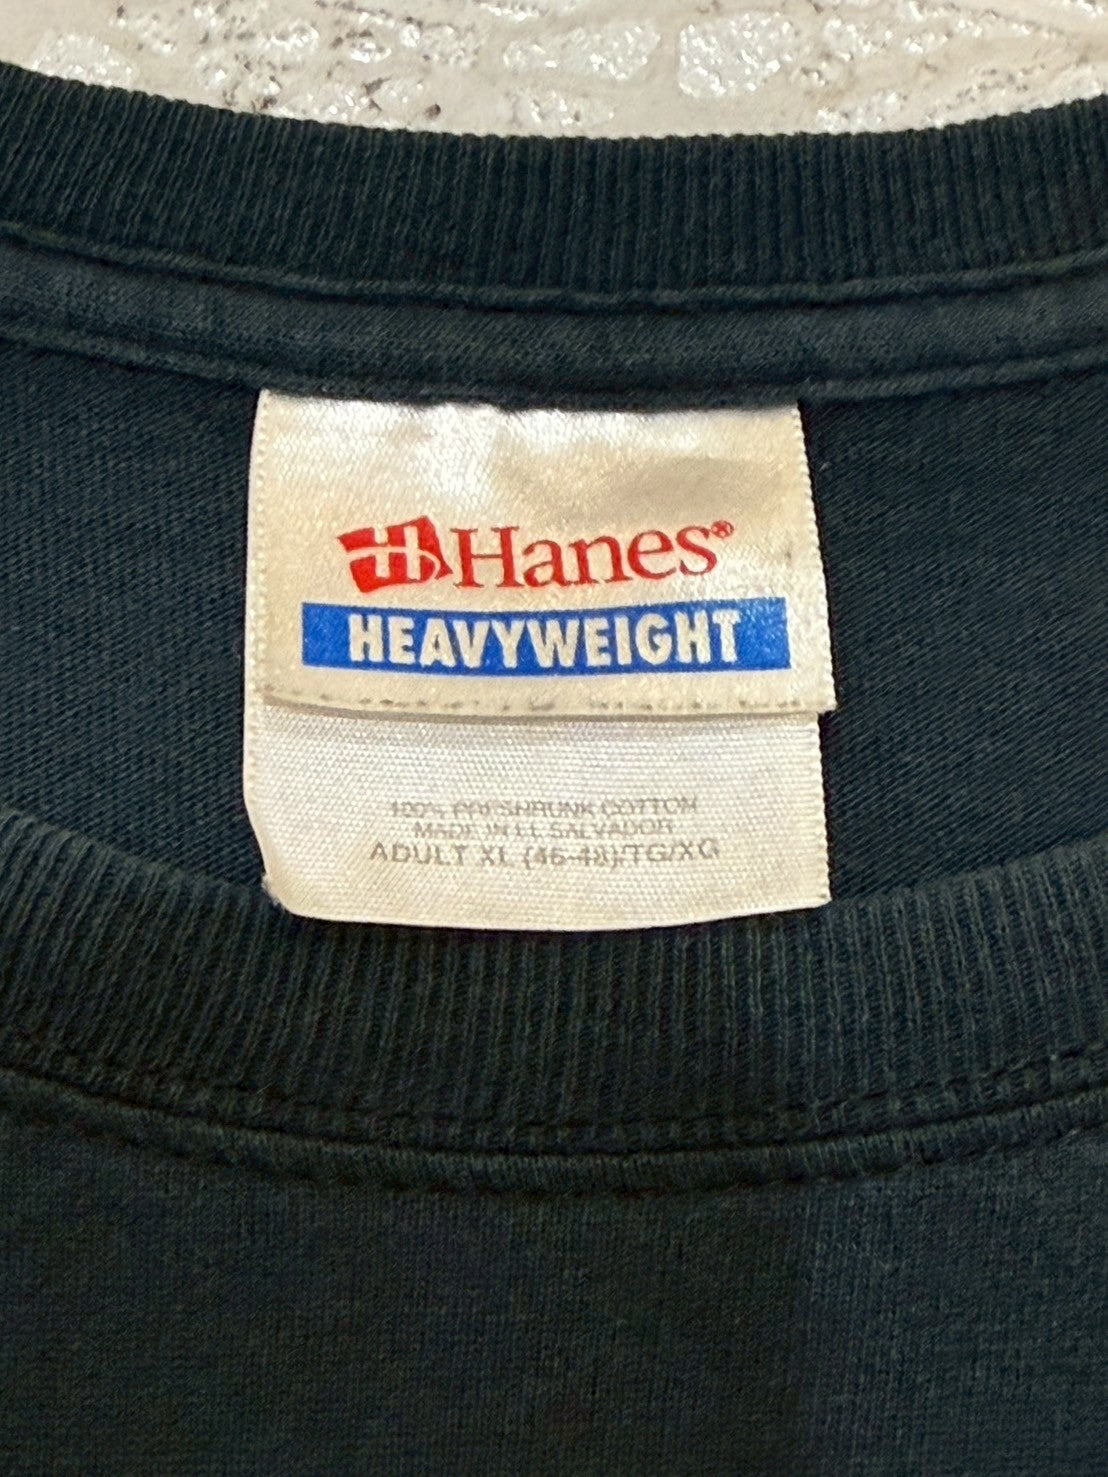 Hanes®
HEAVYWEIGHT
100% PRESHRUNK COTTON
MADE IN EL SALVADOR
ADULT XL (46-48)/TG/XG